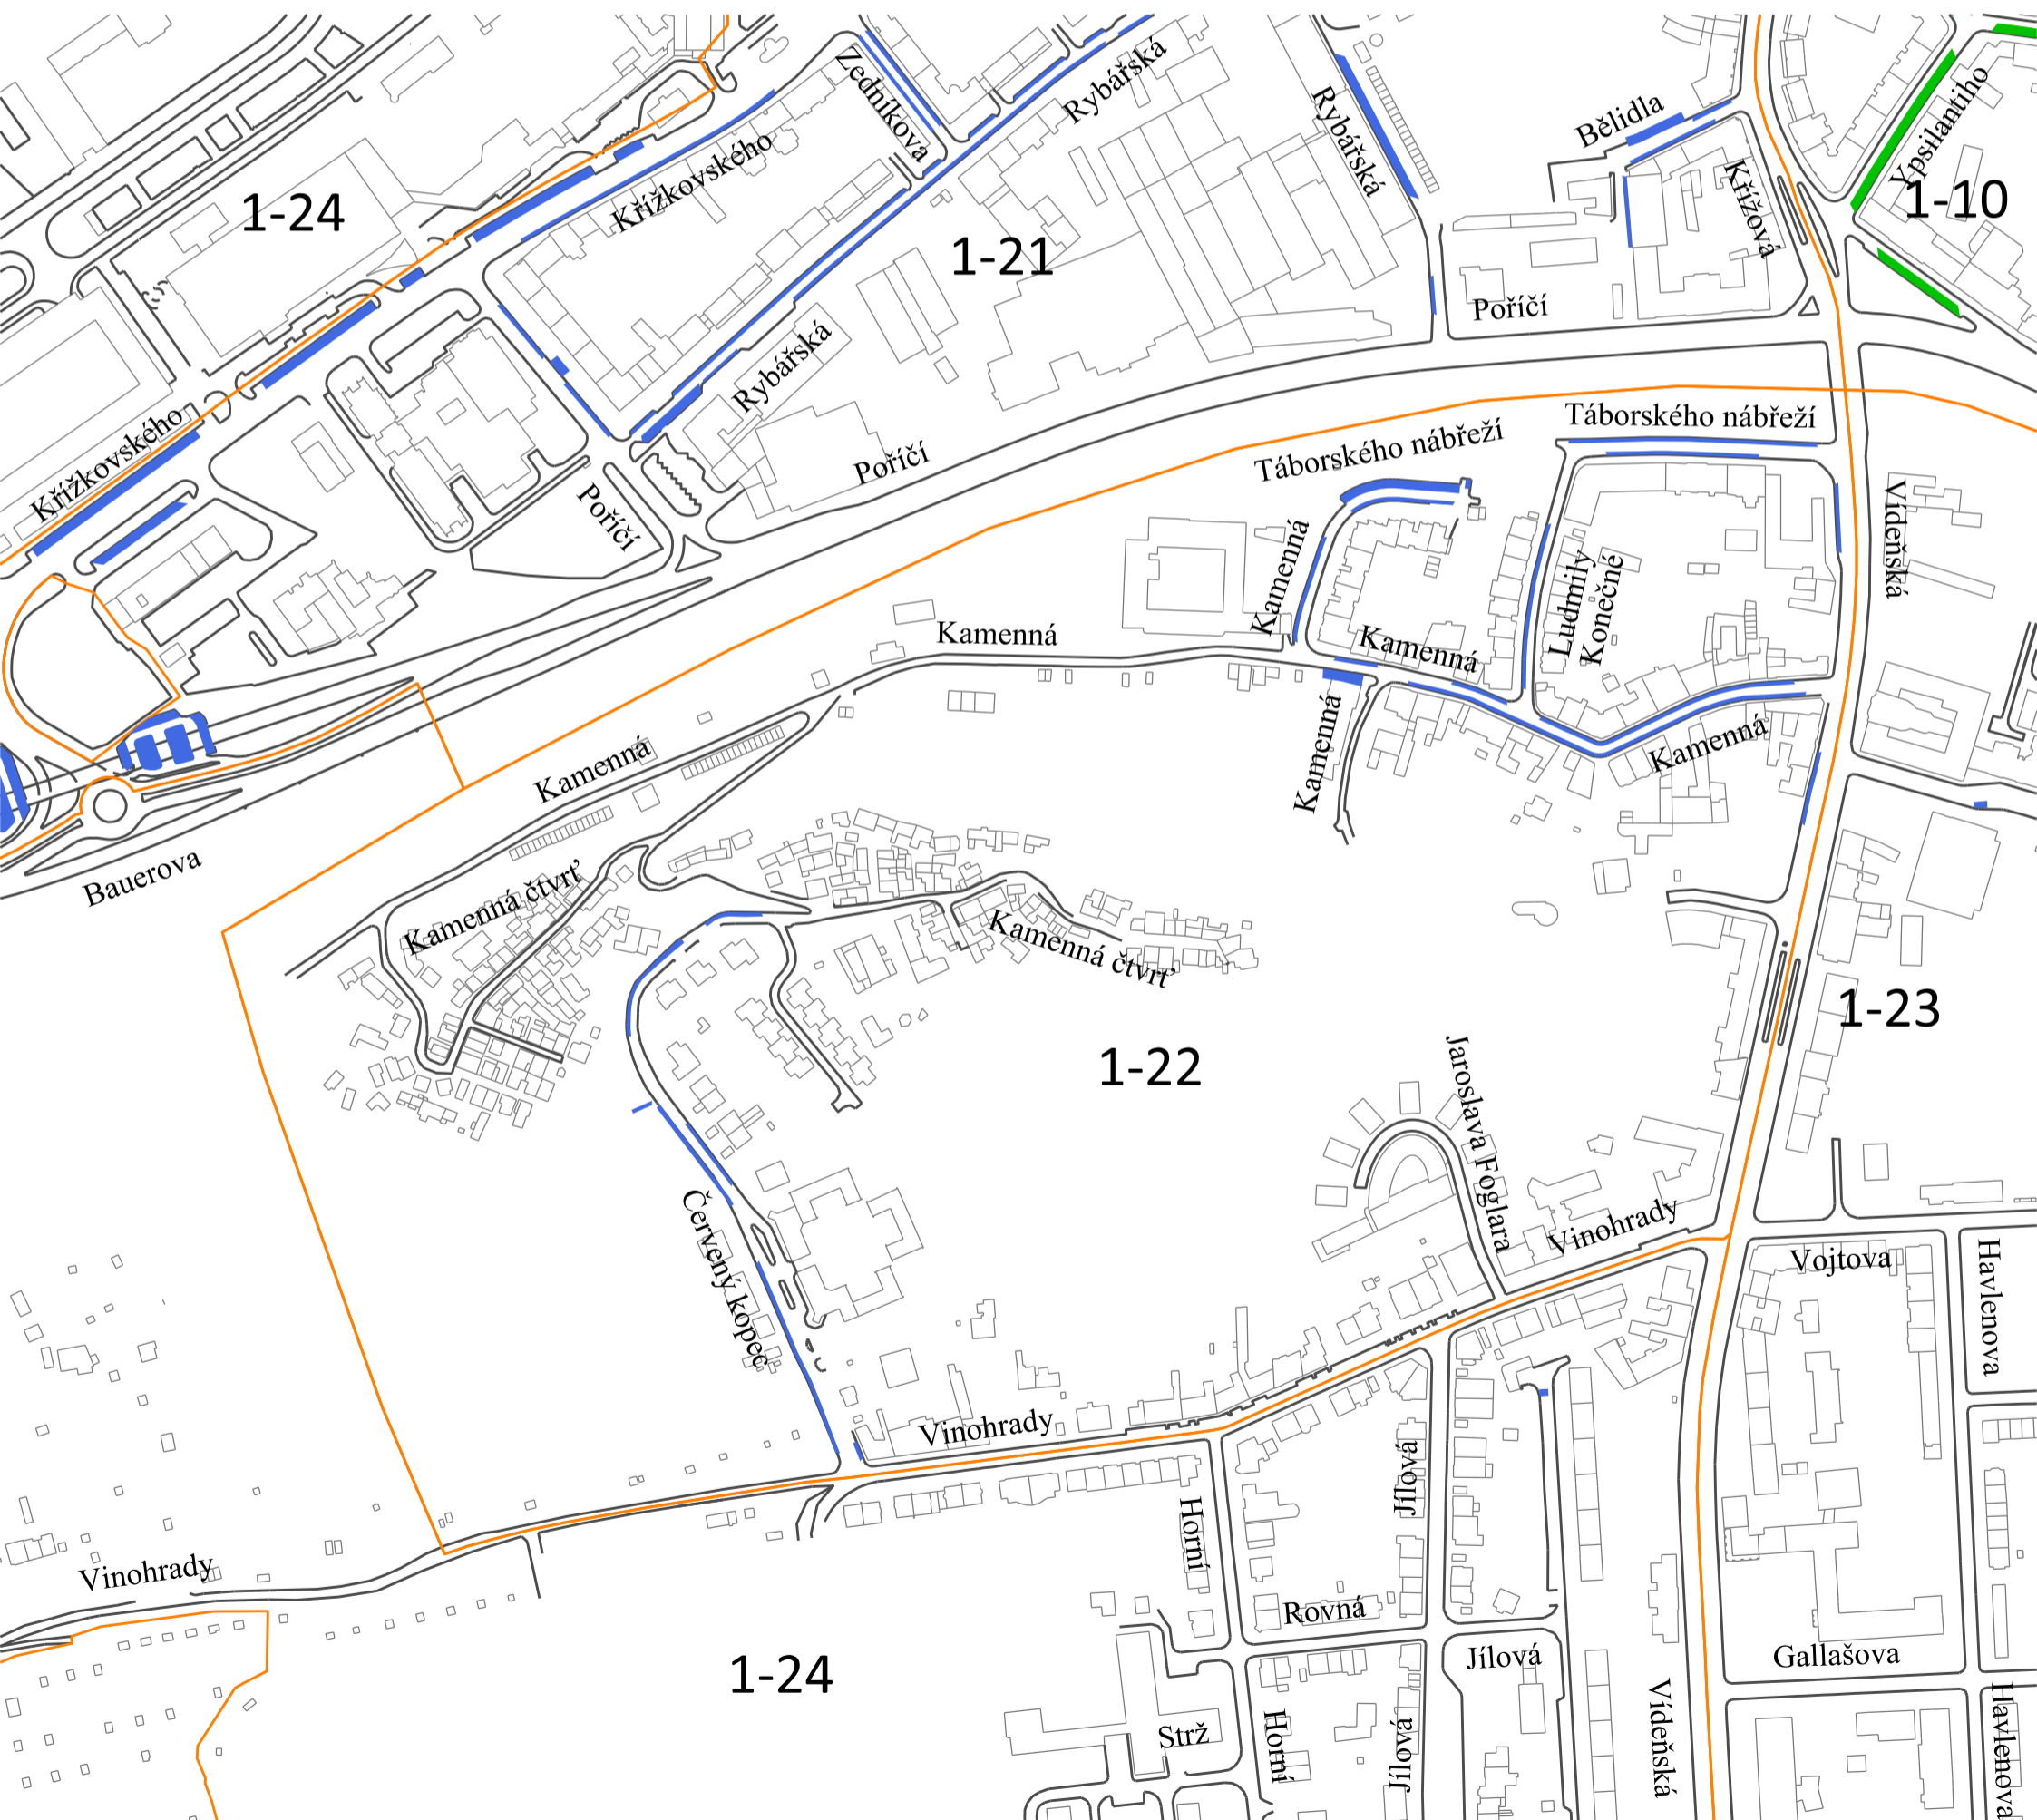 Zedníkova
Rybářská
Rybářská
Bělidla
Ypsilantiho
1-10
Křížová
Křížkovského
1-24
1-21
Poříčí
Rybářská
Křížkovského
Poříčí
Poříčí
Táborského nábřeží
Táborského nábřeží
Vídeňská
Kamenná
Kamenná
Kamenná
Ludmily
Konečné
Kamenná
Kamenná
Kamenná
Bauerova
Kamenná čtvrť
Kamenná čtvrť
1-23
1-22
Jaroslava Foglara
Červený kopec
Vinohrady
Vojtova
Havlenova
Vinohrady
Jílová
Horní
Vinohrady
Rovná
Jílová
Gallašova
1-24
Vídeňská
Havlenova
Strž
Horní
Jílová